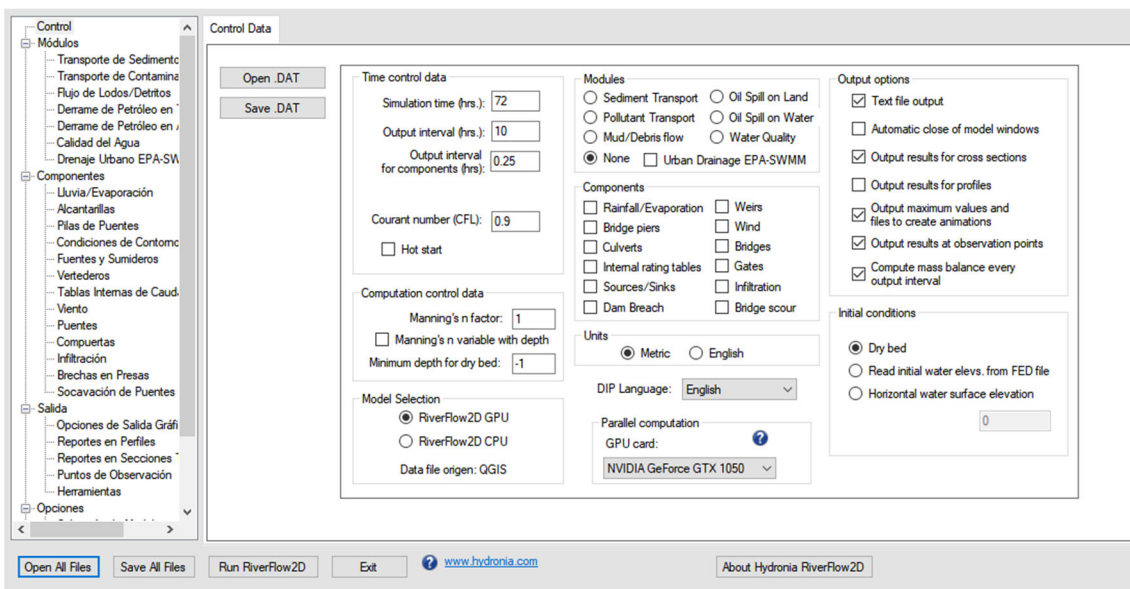 Control
Módulos
Transporte de Sedimento
Transporte de Contamina
Flujo de Lodos/Detritos
Derrame de Petróleo en
Derrame de Petróleo en
Calidad del Agua
Drenaje Urbano EPA-SW
Componentes
Lluvia/Evaporación
Alcantarillas
Pilas de Puentes
Condiciones de Contorno
Fuentes y Sumideros
Vertederos
Tablas Internas de Cauda
Viento
Puentes
Compuertas
Infiltración
Brechas en Presas
Socavación de Puentes
Salida
Opciones de Salida Gráfi
Reportes en Perfiles
Reportes en Secciones
Puntos de Observación
Herramientas
Opciones
Control Data
Open .DAT
Save .DAT
Time control data
Simulation time (hrs.): 72
Output interval (hrs.): 10
Output interval
for components (hrs): 0.25
Courant number (CFL): 0.9
Hot start
Computation control data
Manning's n factor: 1
Manning's n variable with depth
Minimum depth for dry bed: -1
Model Selection
RiverFlow2D GPU
RiverFlow2D CPU
Data file origen: QGIS
Modules
Sediment Transport Oil Spill on Land
Pollutant Transport Oil Spill on Water
Mud/Debris flow Water Quality
None Urban Drainage EPA-SWMM
Components
Rainfall/Evaporation Weirs
Bridge piers Wind
Culverts Bridges
Internal rating tables Gates
Sources/Sinks Infiltration
Dam Breach Bridge scour
Units
Metric English
DIP Language: English
Parallel computation
GPU card:
NVIDIA GeForce GTX 1050
Output options
Text file output
Automatic close of model windows
Output results for cross sections
Output results for profiles
Output maximum values and
files to create animations
Output results at observation points
Compute mass balance every
output interval
Initial conditions
Dry bed
Read initial water elevs. from FED file
Horizontal water surface elevation
0
Open All Files Save All Files Run RiverFlow2D Exit www.hydronia.com About Hydronia RiverFlow2D